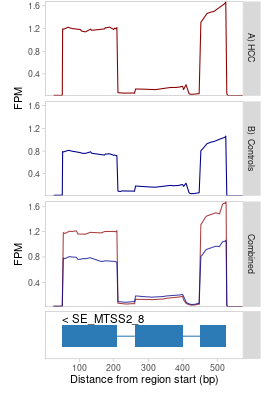 1.6
1.2
0.8
0.4
A) HCC
1.6
1.2
0.8
0.4
B) Controls
FPM
FPM
1.6
1.2
0.8
0.4
Combined
< SE_MTSS2_8
100 200 300 400 500
Distance from region start (bp)